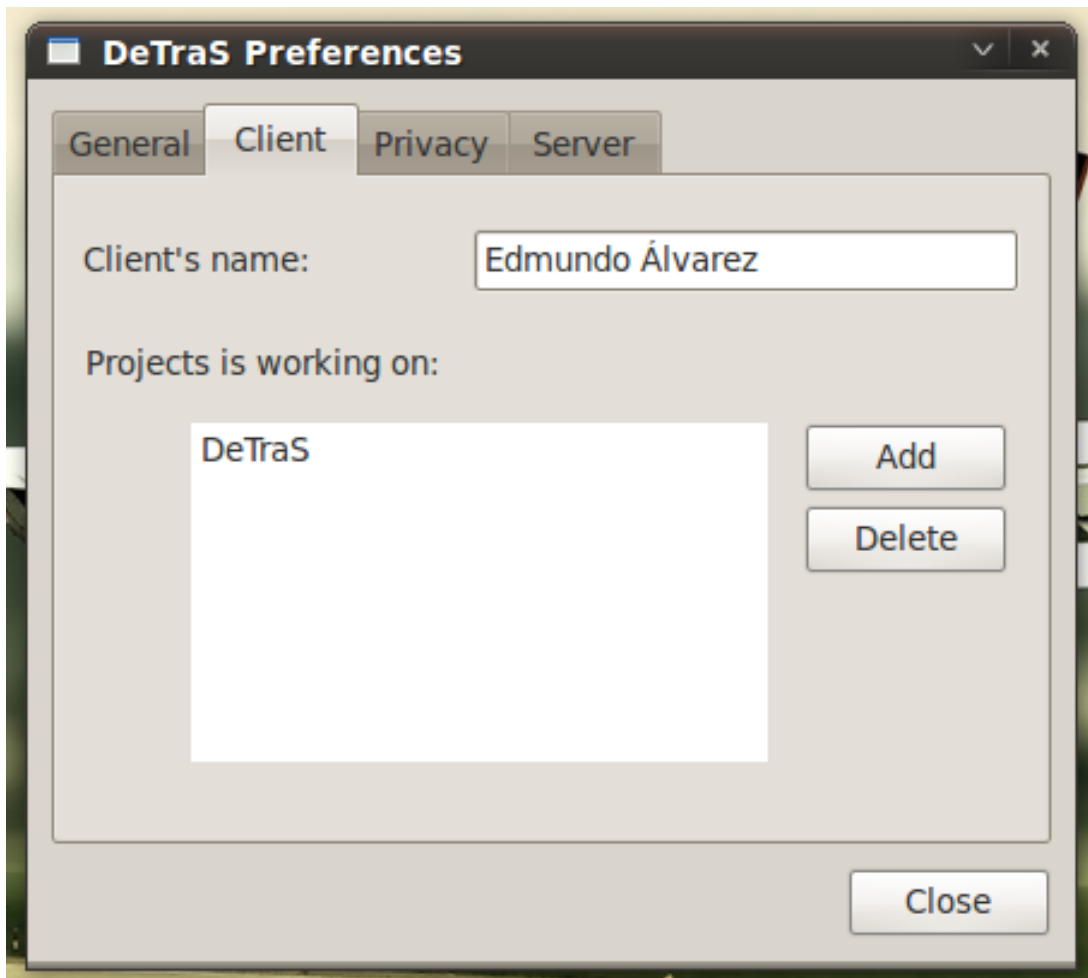 DeTraS Preferences
General Client Privacy Server
Client's name: Edmundo Álvarez
Projects is working on:
DeTraS
Add
Delete
Close